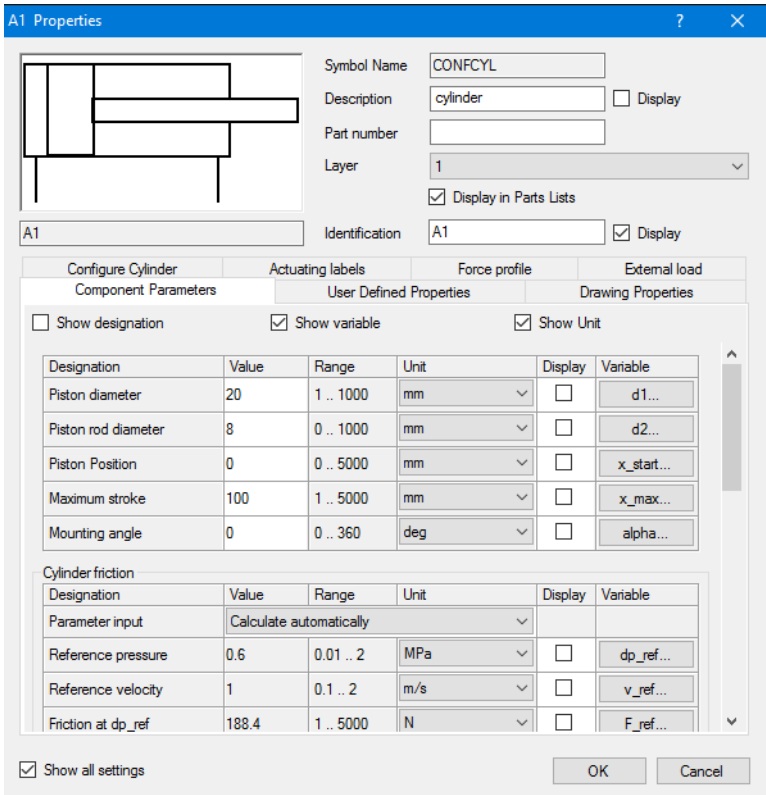 A1 Properties ?
Symbol Name CONFCYL
Description cylinder Display
Part number
Layer 1
Display in Parts Lists
A1 Identification A1 Display
Configure Cylinder Actuating labels Force profile External load
Component Parameters User Defined Properties Drawing Properties
Show designation Show variable Show Unit
Designation Value Range Unit Display Variable
Piston diameter 20 1 .. 1000 mm d1...
Piston rod diameter 8 0 .. 1000 mm d2...
Piston Position 0 0 .. 5000 mm x_start...
Maximum stroke 100 1 .. 5000 mm x_max...
Mounting angle 0 0 .. 360 deg alpha...
Cylinder friction
Designation Value Range Unit Display Variable
Parameter input Calculate automatically
Reference pressure 0.6 0.01 .. 2 MPa dp_ref...
Reference velocity 1 0.1 .. 2 m/s v_ref...
Friction at dp_ref 188.4 1 .. 5000 N F_ref...
Show all settings OK Cancel